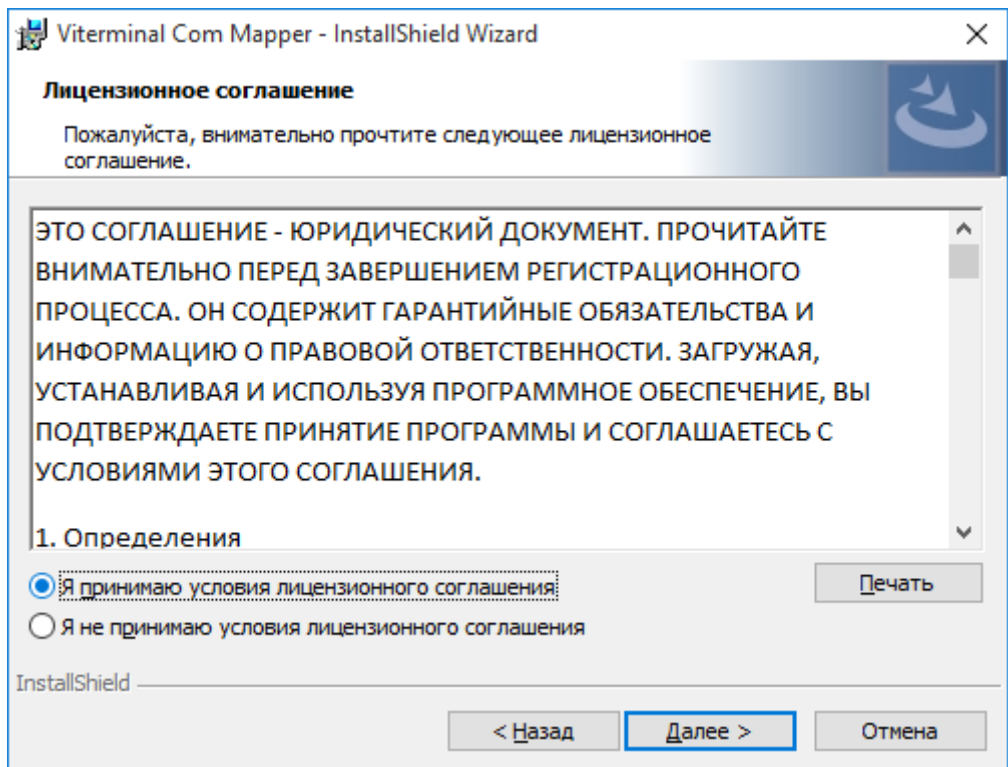 Viterminal Com Mapper - InstallShield Wizard
Лицензионное соглашение
Пожалуйста, внимательно прочтите следующее лицензионное
соглашение.
ЭТО СОГЛАШЕНИЕ - ЮРИДИЧЕСКИЙ ДОКУМЕНТ. ПРОЧИТАЙТЕ
ВНИМАТЕЛЬНО ПЕРЕД ЗАВЕРШЕНИЕМ РЕГИСТРАЦИОННОГО
ПРОЦЕССА. ОН СОДЕРЖИТ ГАРАНТИЙНЫЕ ОБЯЗАТЕЛЬСТВА И
ИНФОРМАЦИЮ О ПРАВОВОЙ ОТВЕТСТВЕННОСТИ. ЗАГРУЖАЯ,
УСТАНАВЛИВАЯ И ИСПОЛЬЗУЯ ПРОГРАММНОЕ ОБЕСПЕЧЕНИЕ, ВЫ
ПОДТВЕРЖДАЕТЕ ПРИНЯТИЕ ПРОГРАММЫ И СОГЛАШАЕТЕСЬ С
УСЛОВИЯМИ ЭТОГО СОГЛАШЕНИЯ.
1. Определения
Я принимаю условия лицензионного соглашения
Печать
Я не принимаю условия лицензионного соглашения
InstallShield
< Назад
Далее >
Отмена